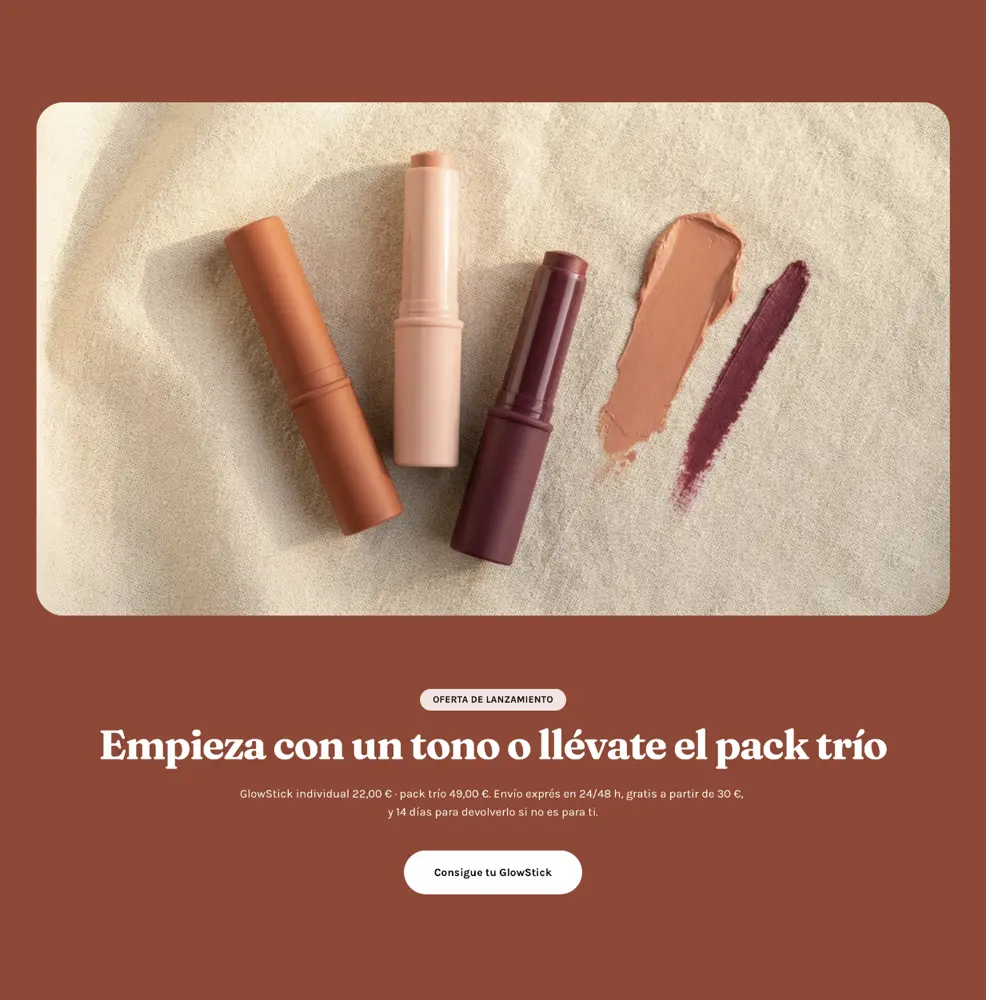 OFERTA DE LANZAMIENTO
Empieza con un tono o llévate el pack trío
GlowStick individual 22,00 € · pack trío 49,00 €. Envío exprés en 24/48 h, gratis a partir de 30 €,
y 14 días para devolverlo si no es para ti.
Consigue tu GlowStick